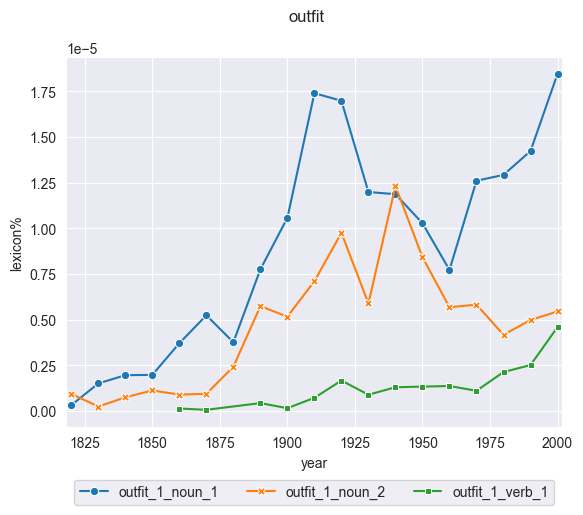 outfit
1e−5
1.75
1.50
1.25
1.00
0.75
0.50
0.25
0.00
lexicon%
1825 1850 1875 1900 1925 1950 1975 2000
year
outfit_1_noun_1 outfit_1_noun_2 outfit_1_verb_1